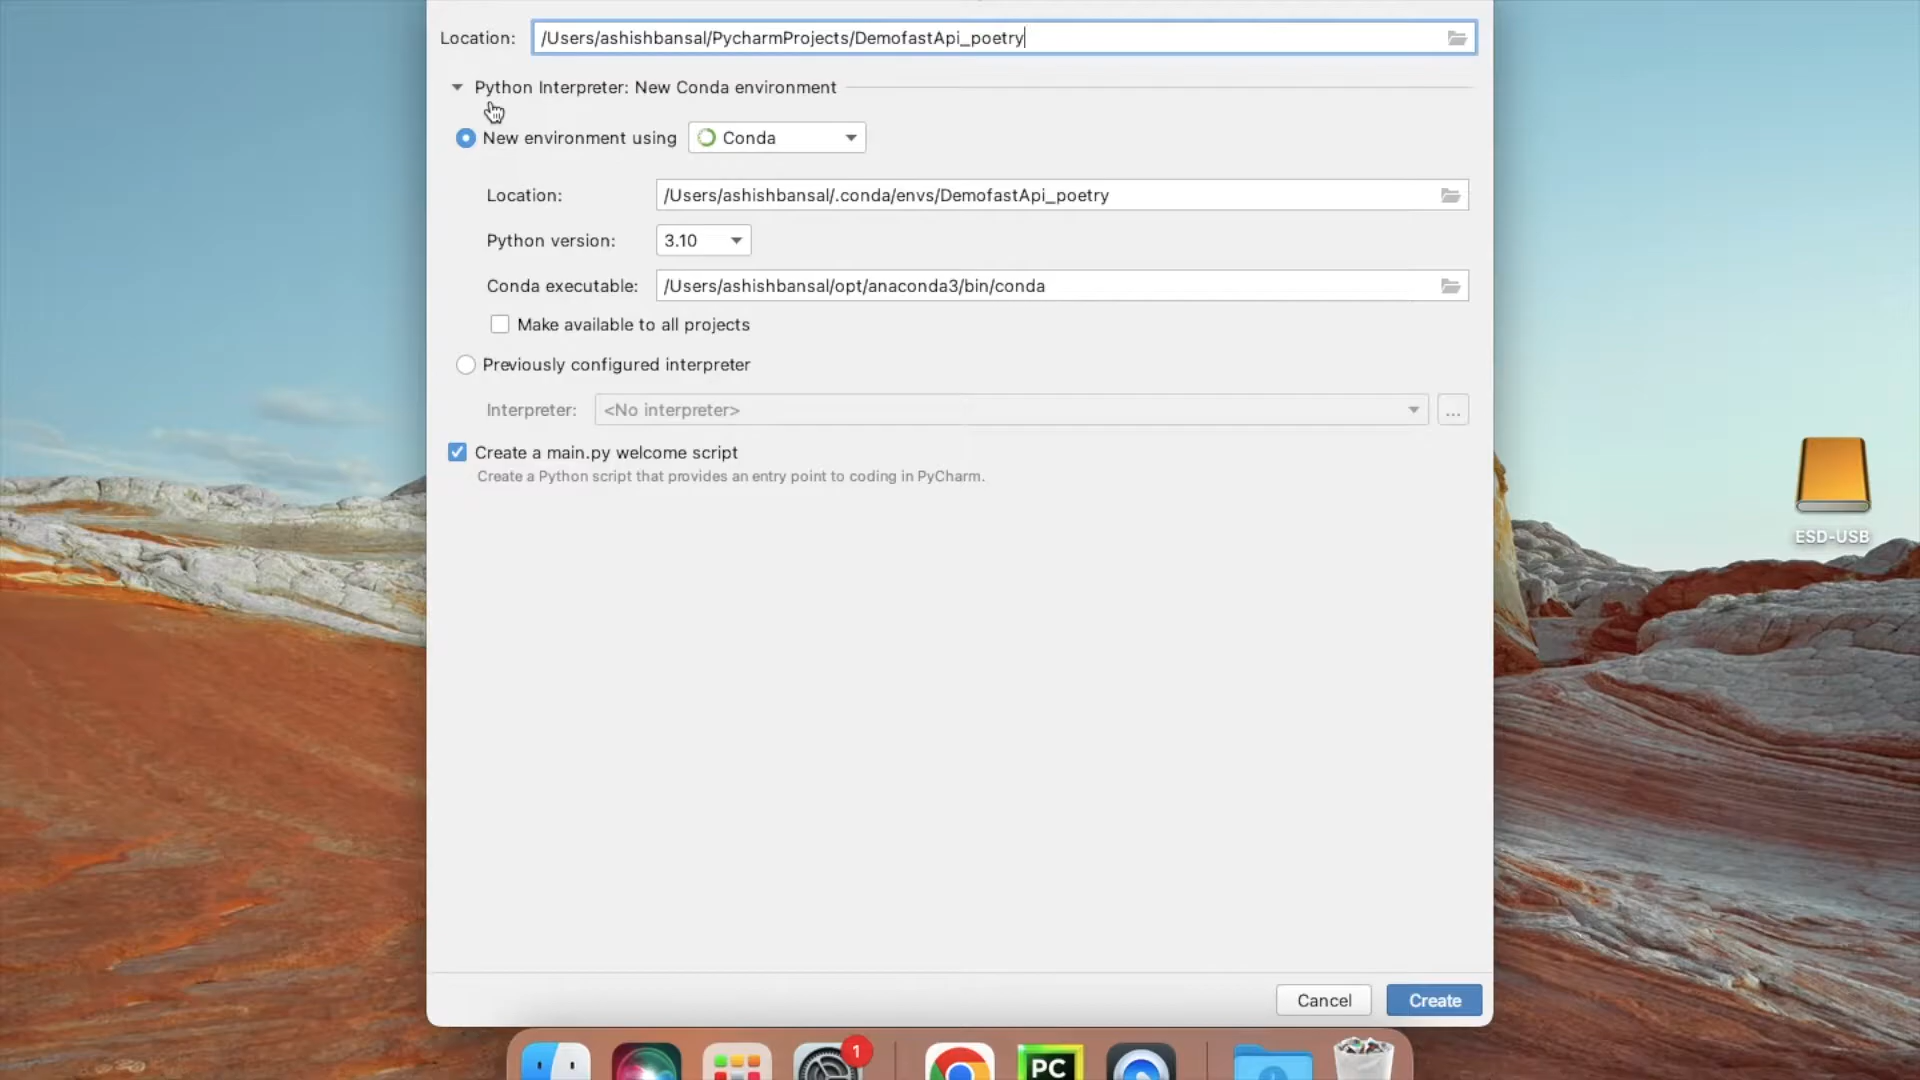 Location: /Users/ashishbansal/PycharmProjects/DemofastApi_poetry
Python Interpreter: New Conda environment
New environment using Conda
Location: /Users/ashishbansal/.conda/envs/DemofastApi_poetry
Python version: 3.10
Conda executable: /Users/ashishbansal/opt/anaconda3/bin/conda
Make available to all projects
Previously configured interpreter
Interpreter: <No interpreter> ...
Create a main.py welcome script
Create a Python script that provides an entry point to coding in PyCharm.
ESD-USB
Cancel Create
1
PC